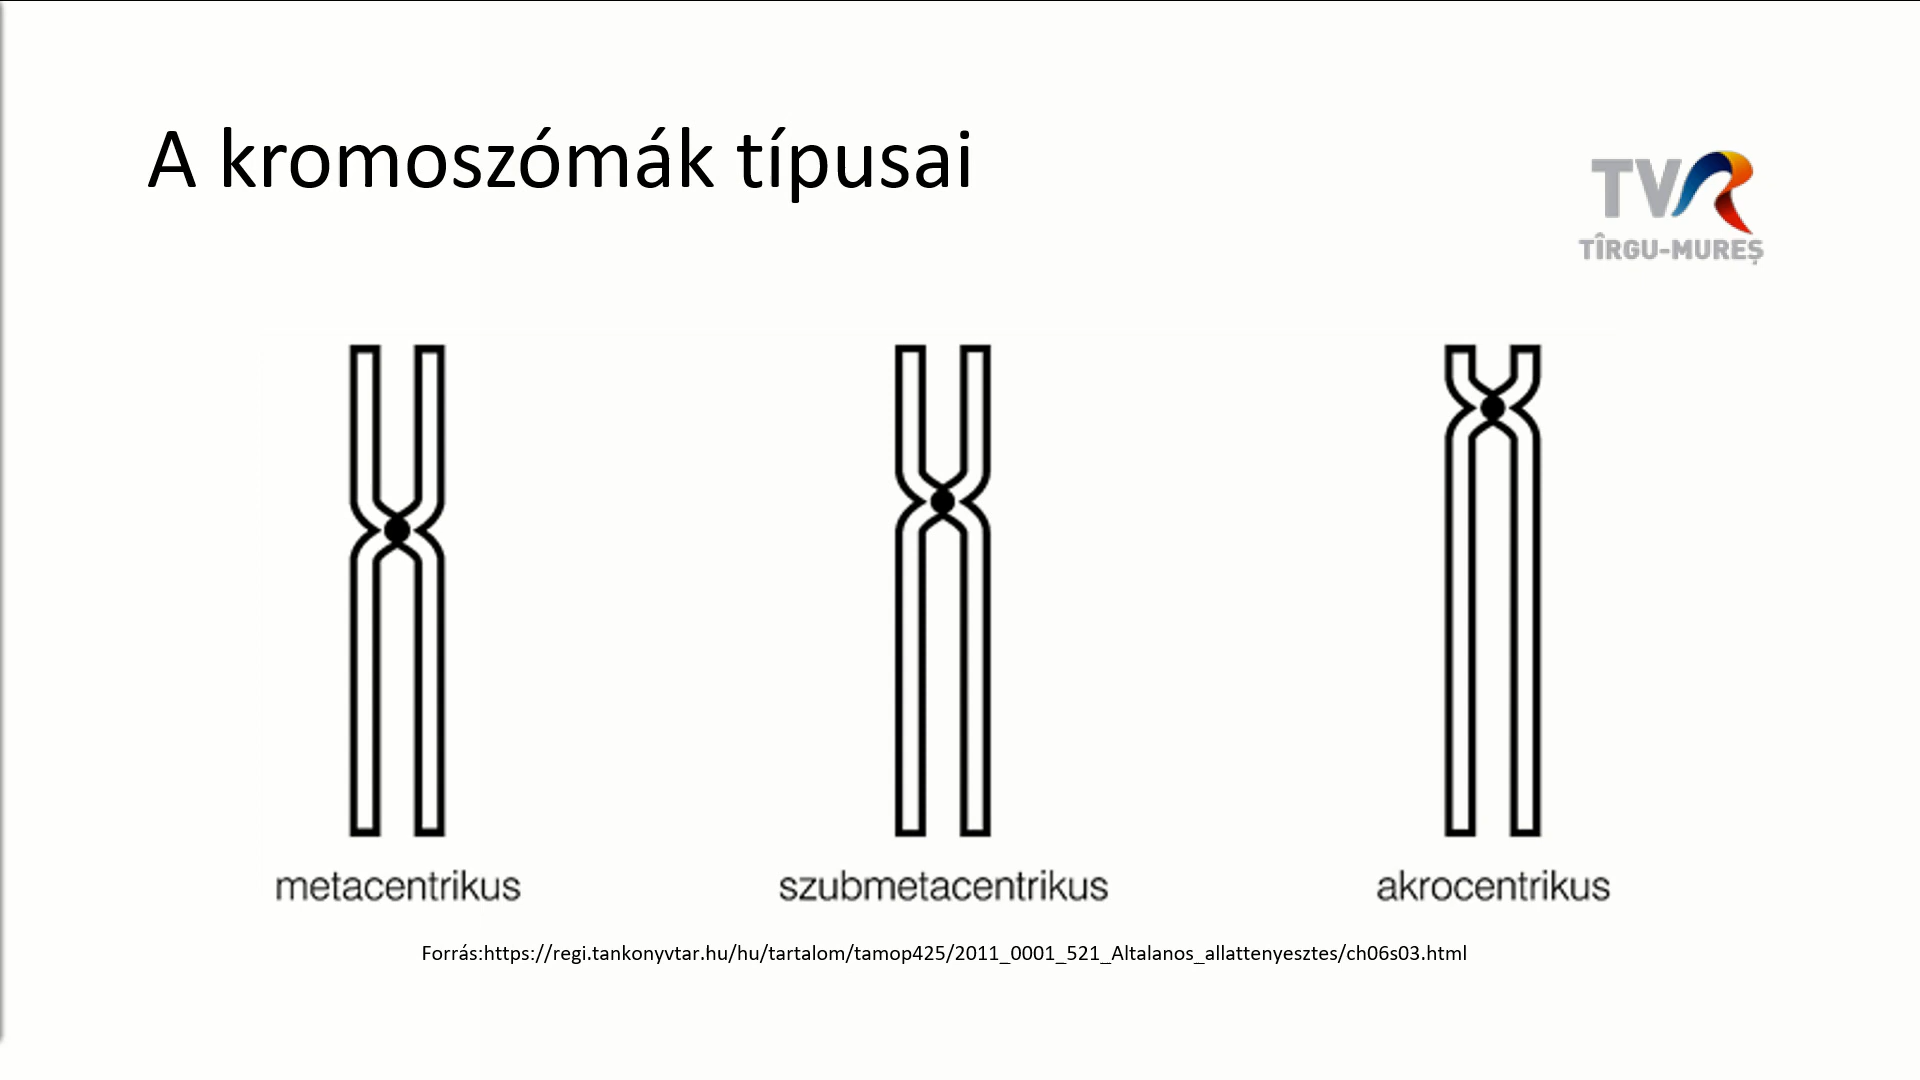 A kromoszómák típusai
TVR
TÎRGU-MUREȘ
metacentrikus
szubmetacentrikus
akrocentrikus
Forrás:https://regi.tankonyvtar.hu/hu/tartalom/tamop425/2011_0001_521_Altalanos_allattenyesztes/ch06s03.html